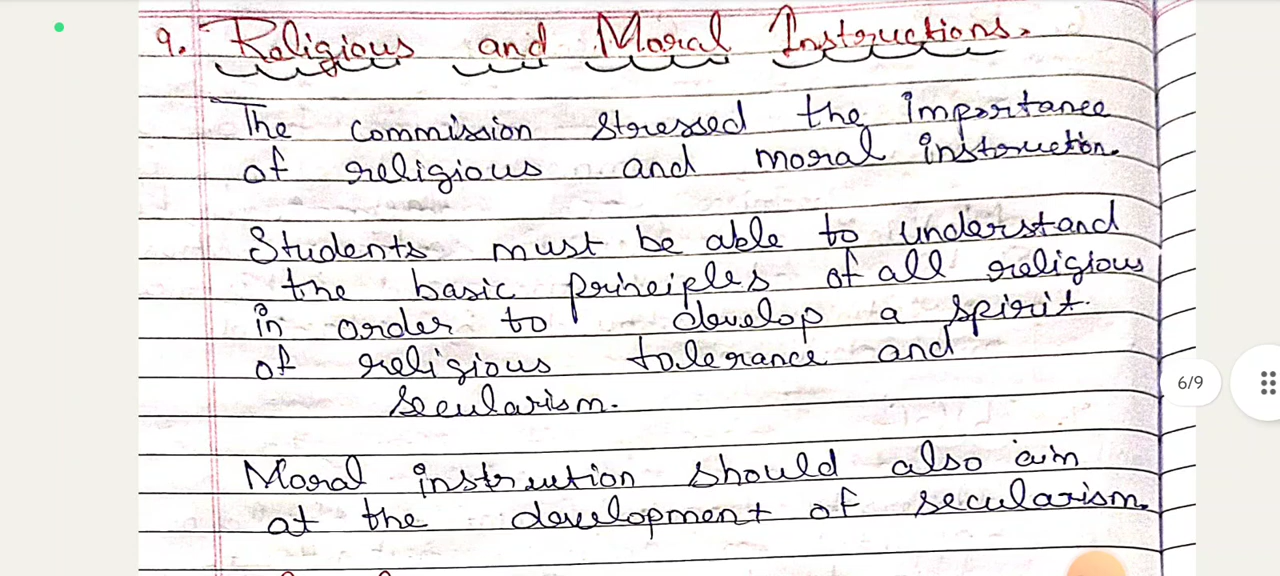 9. Religious and Moral Instructions.
The commission stressed the importance
of religious and moral instruction.
Students must be able to understand
the basic principles of all religious
in order to develop a spirit
of religious tolerance and
secularism.
Moral instruction should also aim
at the development of secularism.
6/9